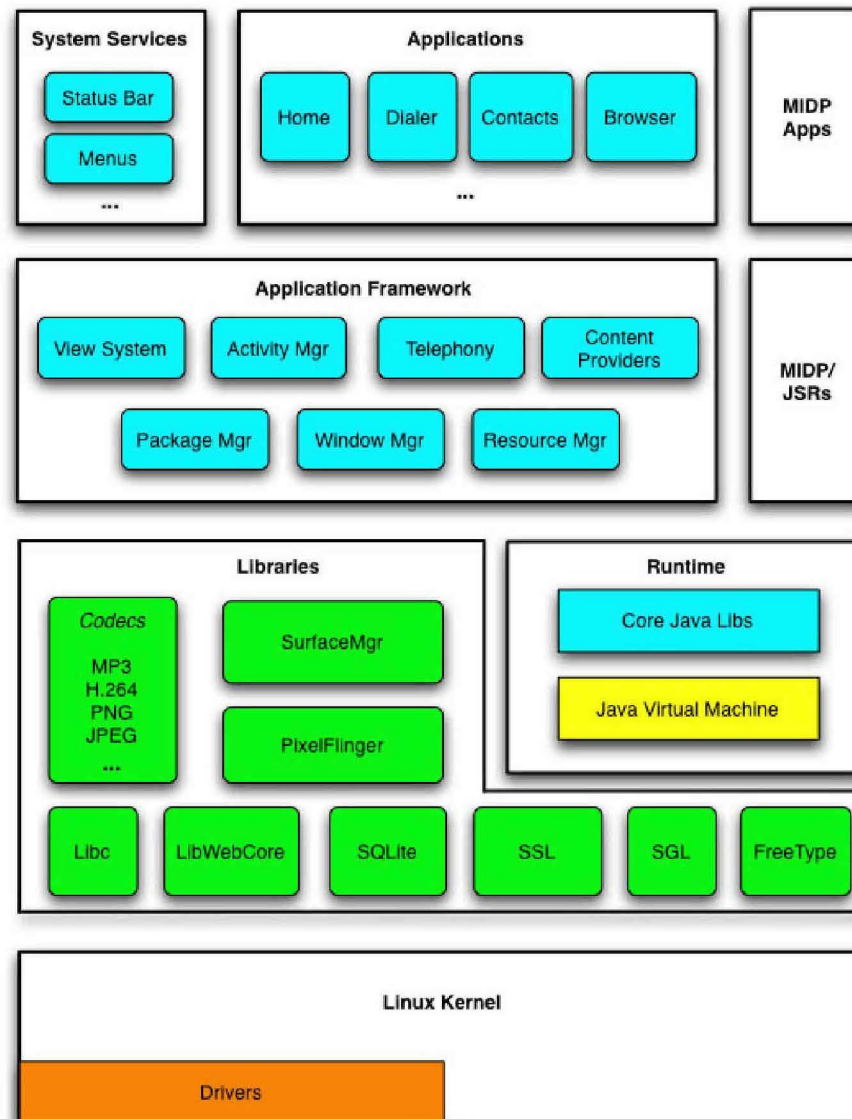 System Services
Status Bar
Menus
...
Applications
Home
Dialer
Contacts
Browser
...
MIDP
Apps
Application Framework
View System
Activity Mgr
Telephony
Content
Providers
Package Mgr
Window Mgr
Resource Mgr
MIDP/
JSRs
Libraries
Codecs
MP3
H.264
PNG
JPEG
...
SurfaceMgr
PixelFlinger
Runtime
Core Java Libs
Java Virtual Machine
Libc
LibWebCore
SQLite
SSL
SGL
FreeType
Linux Kernel
Drivers